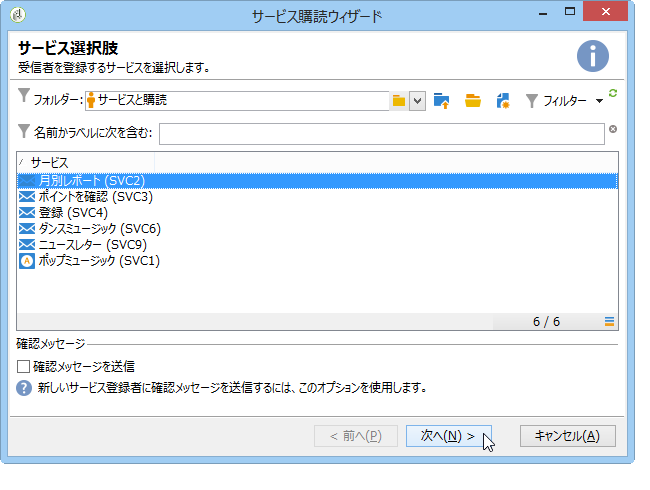 サービス購読ウィザード
サービス選択肢
受信者を登録するサービスを選択します。
フォルダー: サービスと購読 フィルター
名前かラベルに次を含む:
サービス
月別レポート (SVC2)
ポイントを確認 (SVC3)
登録 (SVC4)
ダンスミュージック (SVC6)
ニュースレター (SVC9)
ポップミュージック (SVC1)
6 / 6
確認メッセージ
確認メッセージを送信
新しいサービス登録者に確認メッセージを送信するには、このオプションを使用します。
< 前へ(P) 次へ(N) > キャンセル(A)